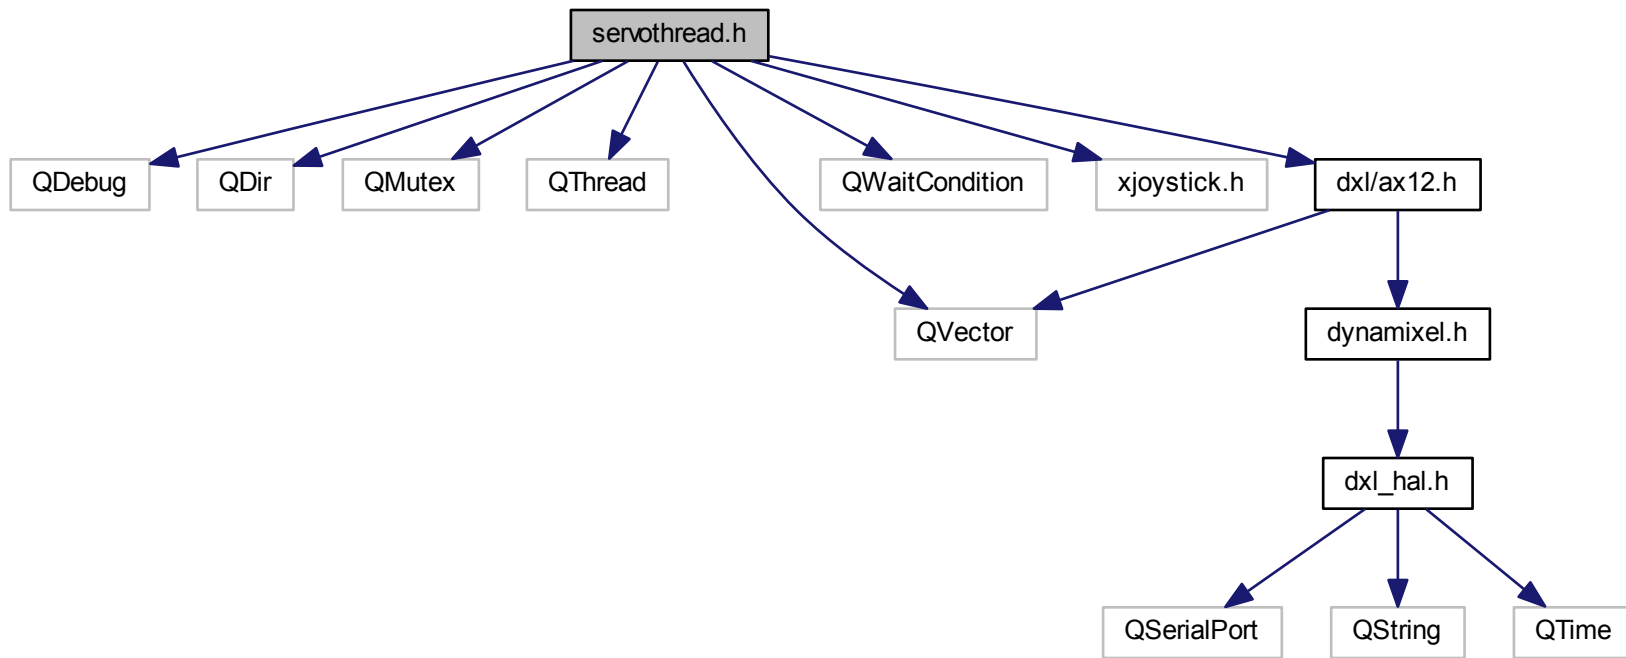 servothread.h
QDebug
QDir
QMutex
QThread
QWaitCondition
xjoystick.h
dxl/ax12.h
QVector
dynamixel.h
dxl_hal.h
QSerialPort
QString
QTime